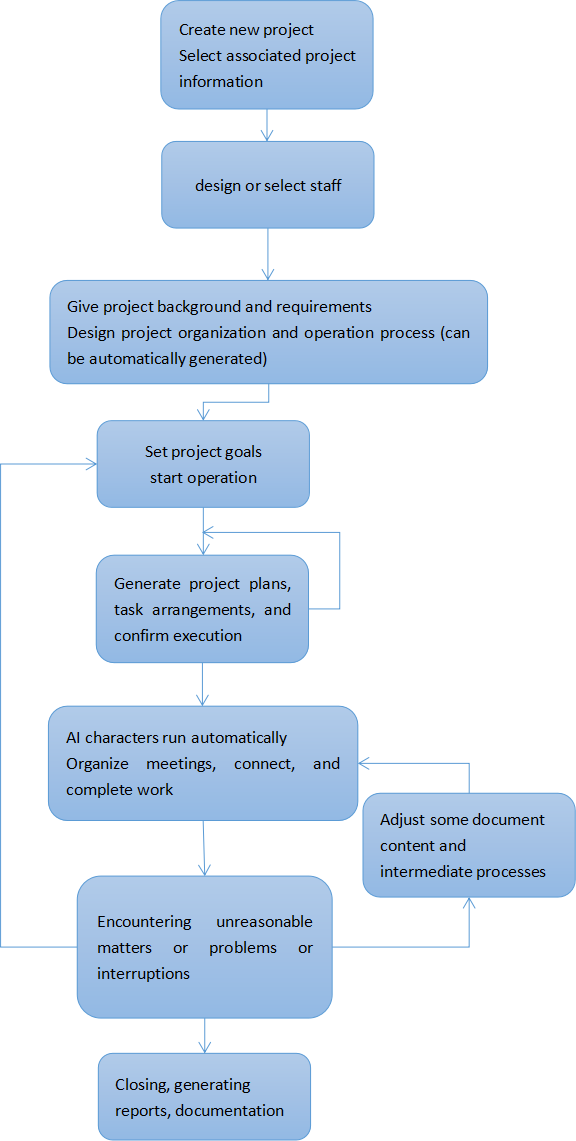 Create new project
Select associated project
information
design or select staff
Give project background and requirements
Design project organization and operation process (can
be automatically generated)
Set project goals
start operation
Generate project plans,
task arrangements, and
confirm execution
AI characters run automatically
Organize meetings, connect, and
complete work
Adjust some document
content and
intermediate processes
Encountering unreasonable
matters or problems or
interruptions
Closing, generating
reports, documentation